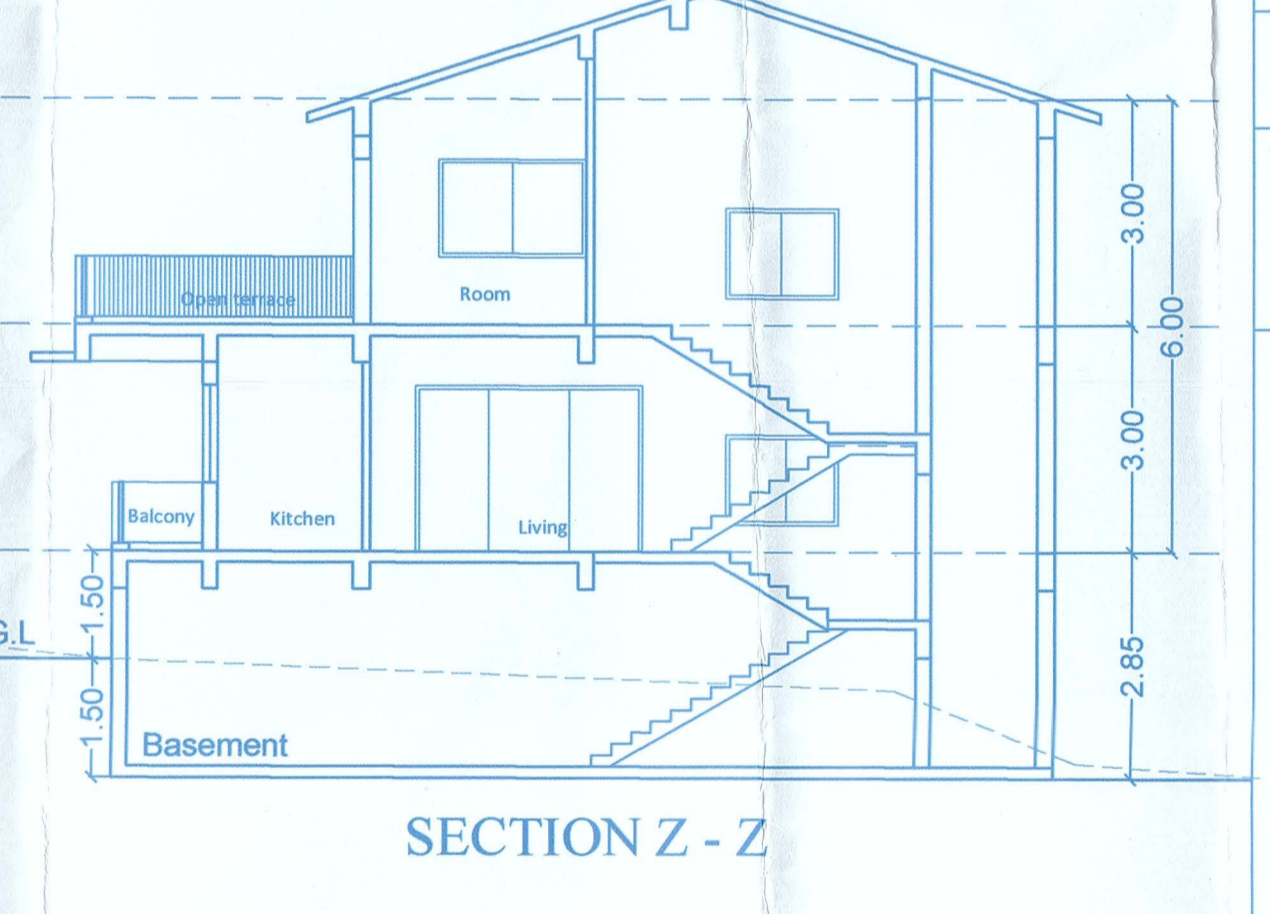 3.00
Open terrace
Room
6.00
3.00
Balcony
Kitchen
Living
1.50
G.L
2.85
1.50
Basement
SECTION Z - Z